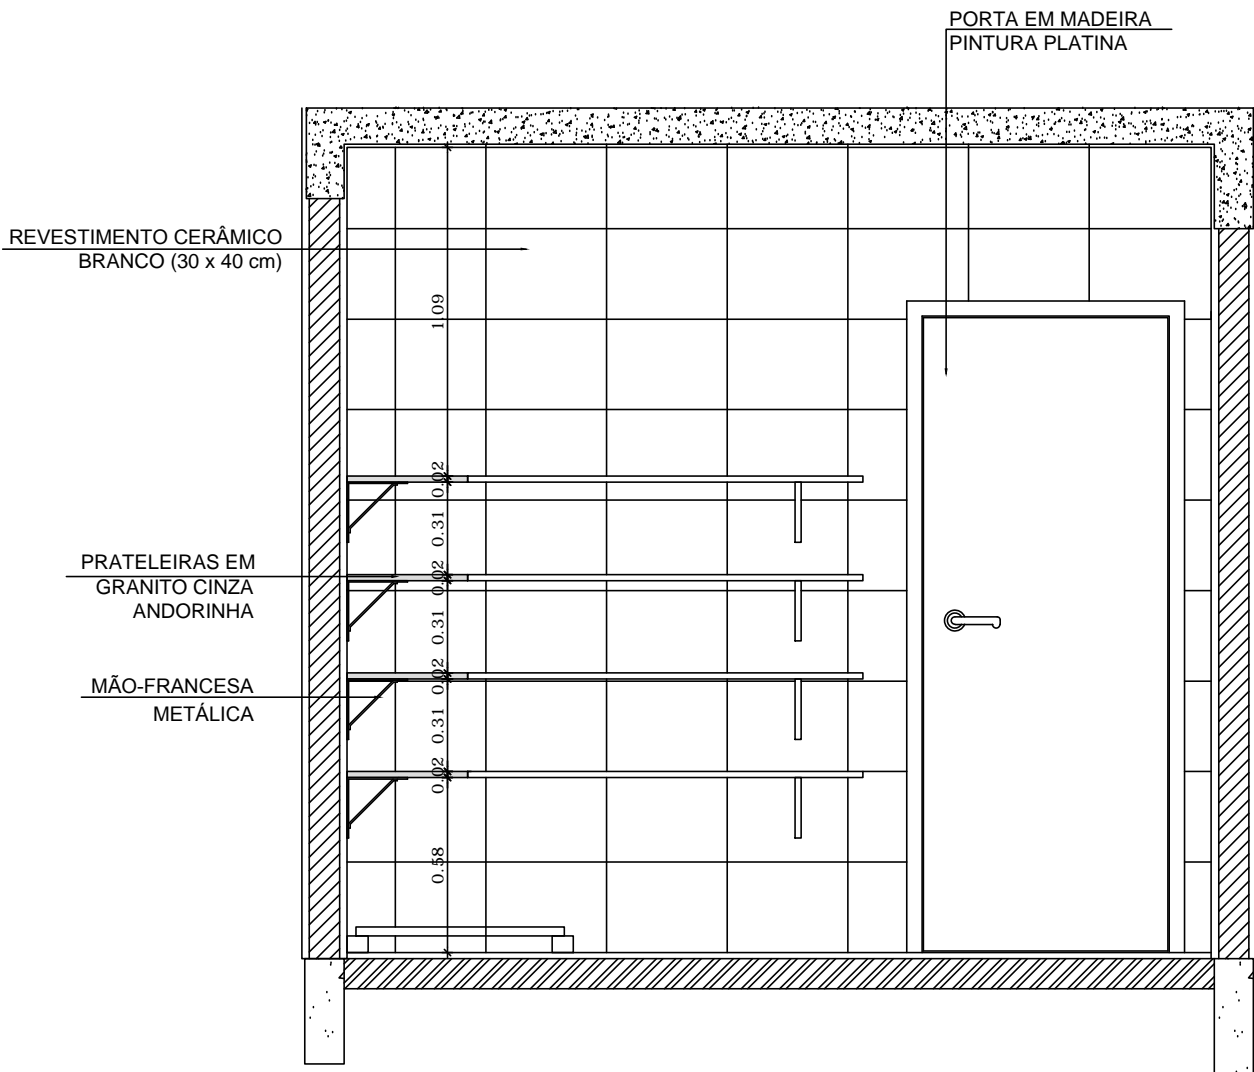 PORTA EM MADEIRA
PINTURA PLATINA
REVESTIMENTO CERÂMICO
BRANCO (30 x 40 cm)
1.09
0.02
0.31
PRATELEIRAS EM
GRANITO CINZA
ANDORINHA
0.02
0.31
MÃO-FRANCESA
METÁLICA
0.02
0.31
0.02
0.58